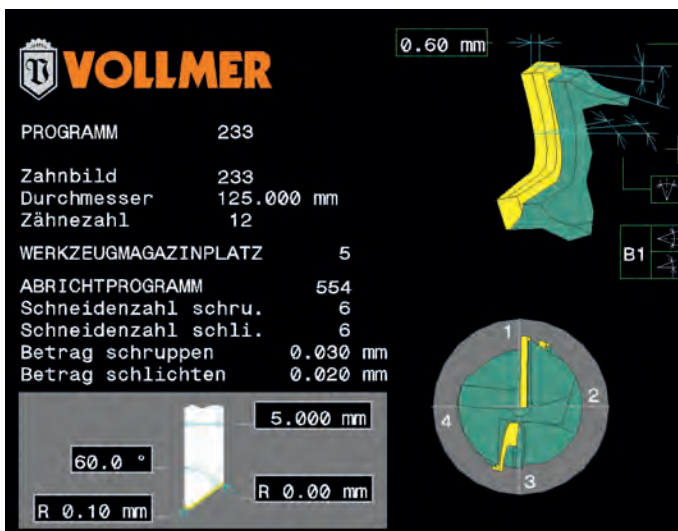 VOLLMER
PROGRAMM 233
Zahnbild 233
Durchmesser 125.000 mm
Zähnezahl 12
WERKZEUGMAGAZINPLATZ 5
ABRICHTPROGRAMM 554
Schneidenzahl schru. 6
Schneidenzahl schli. 6
Betrag schruppen 0.030 mm
Betrag schlichten 0.020 mm
5.000 mm
60.0 °
R 0.00 mm
R 0.10 mm
0.60 mm
B1
1
2
4
3